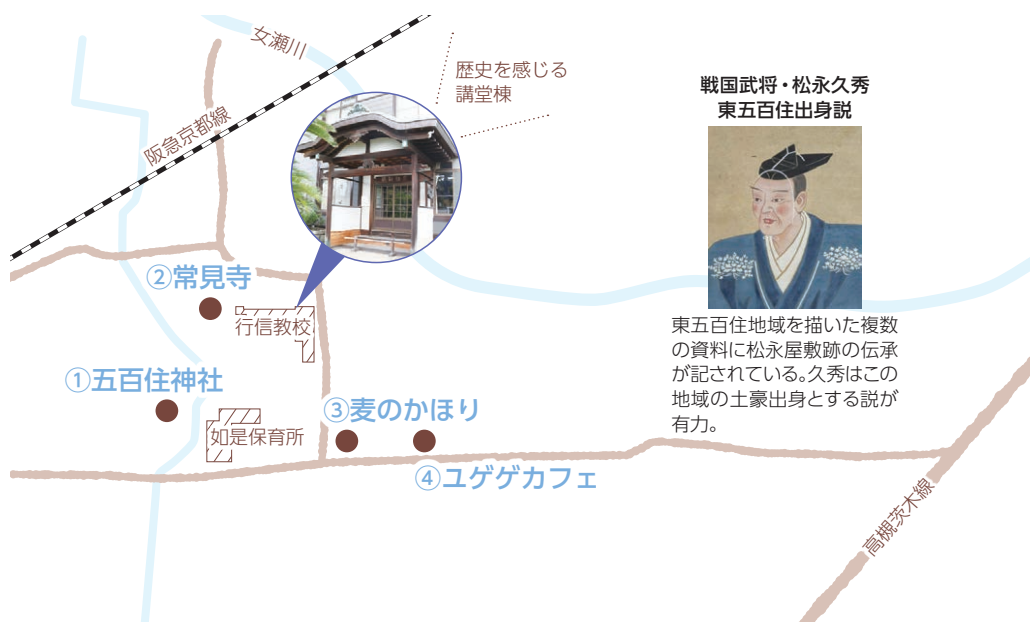 女瀬川
阪急京都線
歴史を感じる
講堂棟
戦国武将・松永久秀
東五百住出身説
東五百住地域を描いた複数
の資料に松永屋敷跡の伝承
が記されている。久秀はこの
地域の土豪出身とする説が
有力。
②常見寺
行信教校
①五百住神社
③麦のかほり
如是保育所
④ユゲゲカフェ
高槻茨木線